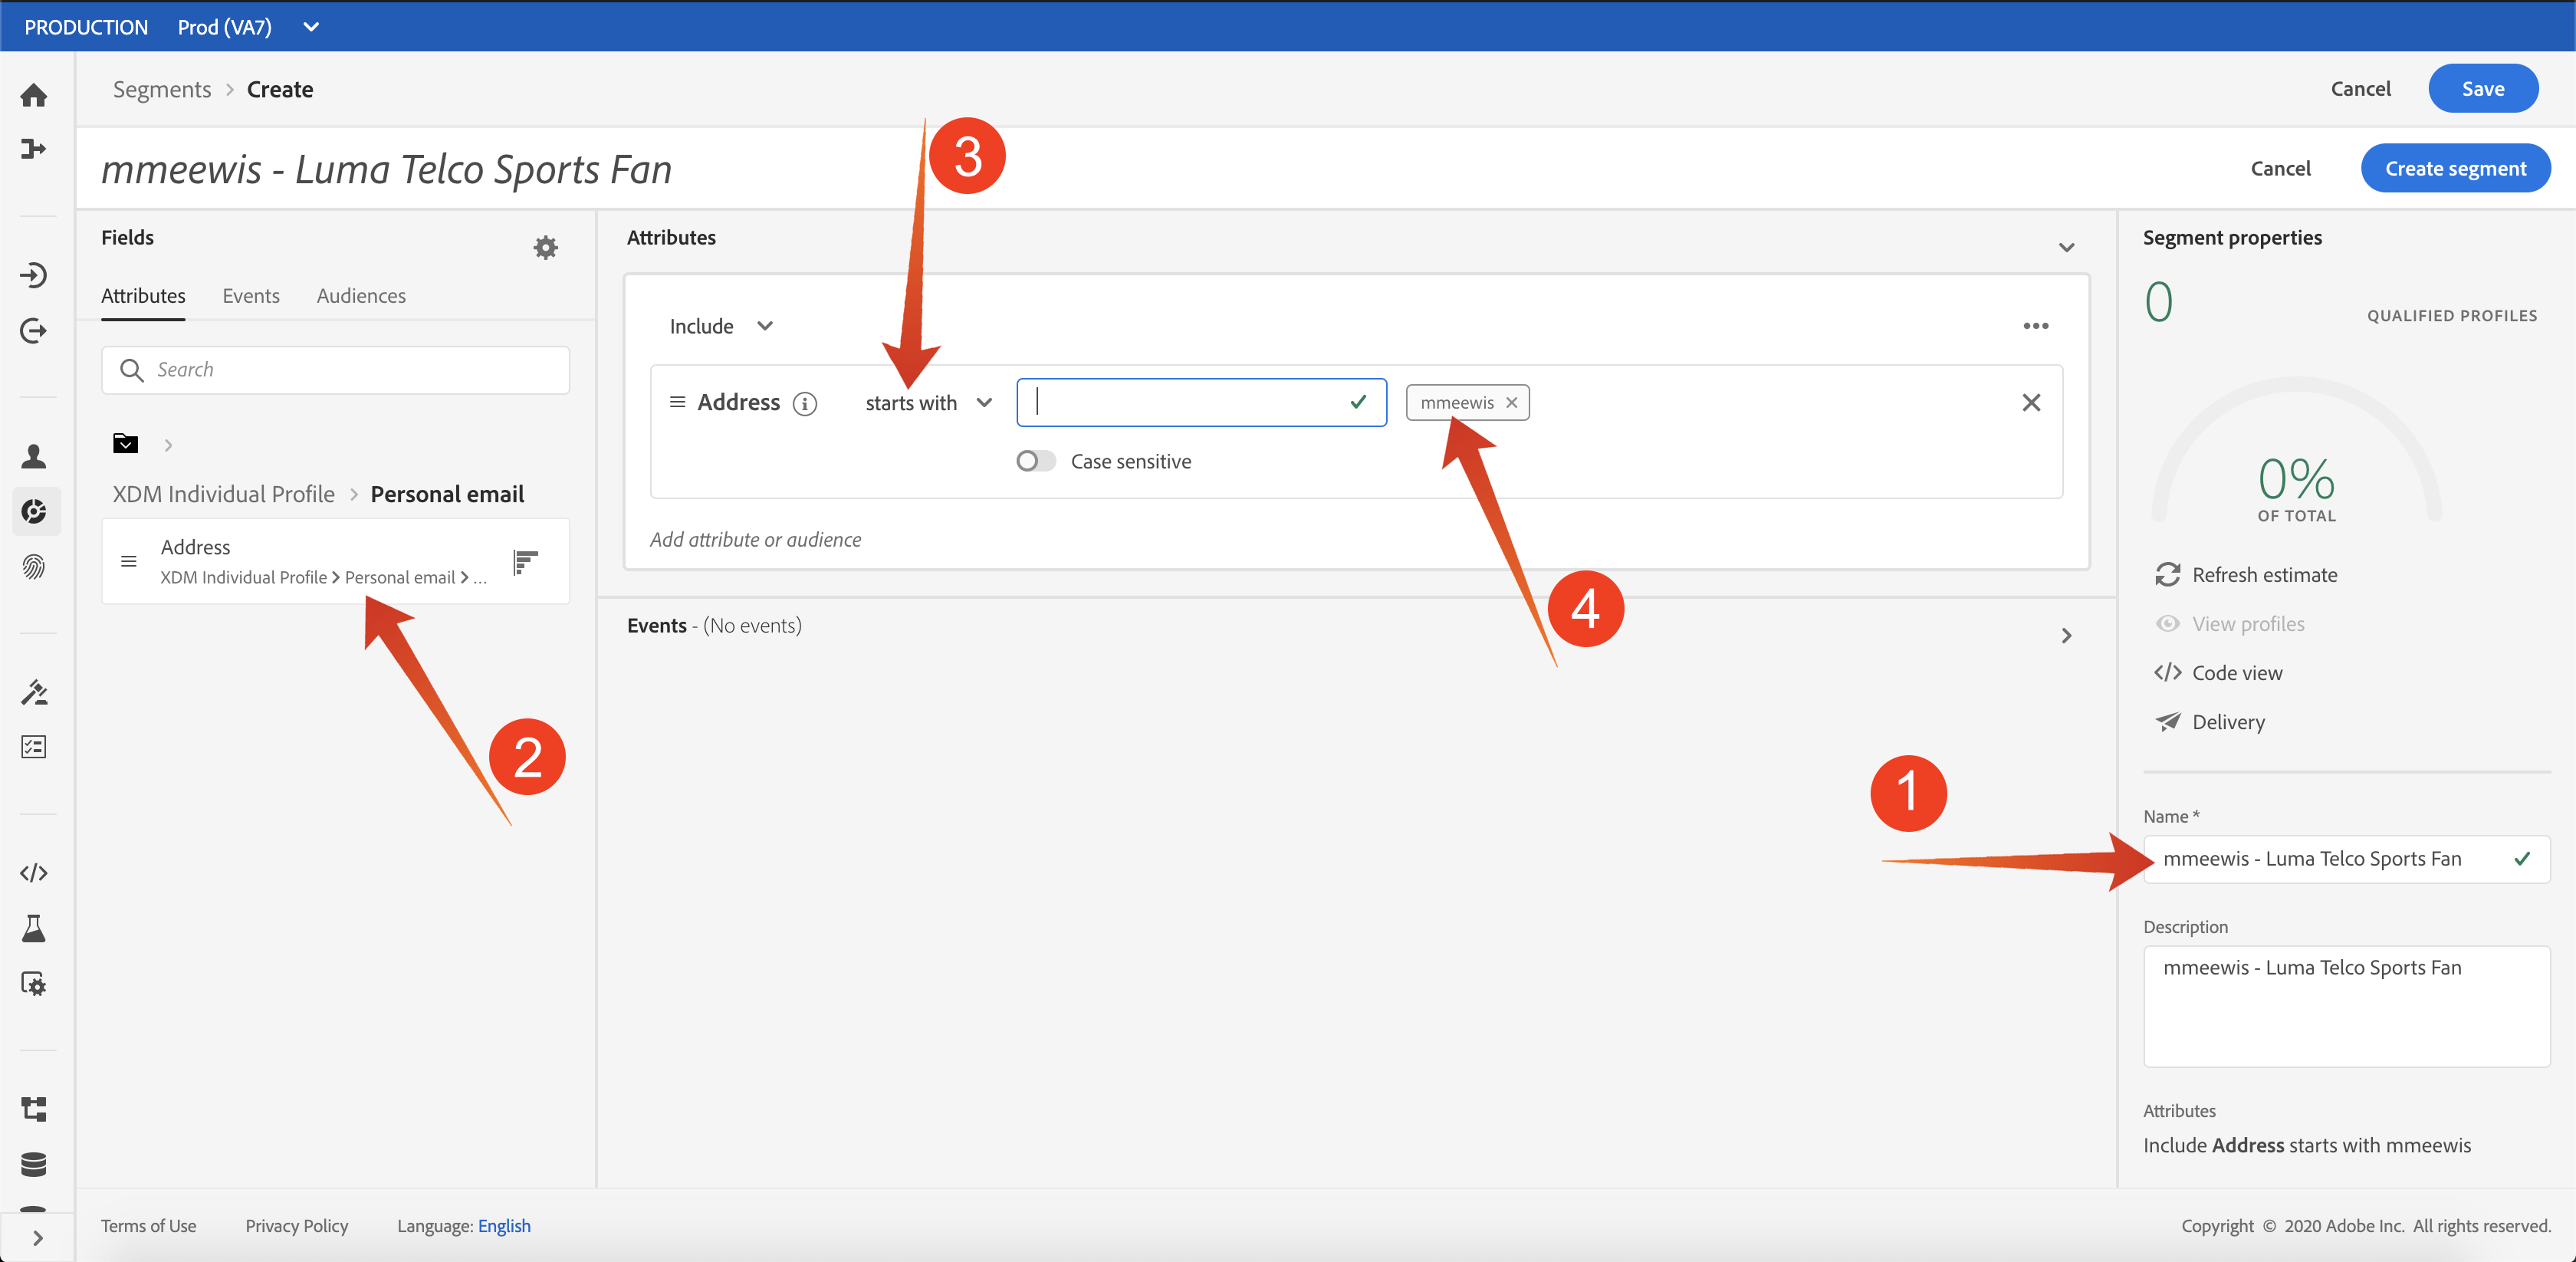 PRODUCTION Prod (VA7)
Segments > Create
Cancel Save
mmeewis - Luma Telco Sports Fan
Cancel Create segment
Fields
Attributes Events Audiences
Search
XDM Individual Profile > Personal email
Address
XDM Individual Profile > Personal email > ...
2
Attributes
3
Include
Address starts with mmeewis
Case sensitive
Add attribute or audience
4
Events - (No events)
1
Segment properties
0 QUALIFIED PROFILES
0%
OF TOTAL
Refresh estimate
View profiles
Code view
Delivery
Name *
mmeewis - Luma Telco Sports Fan
Description
mmeewis - Luma Telco Sports Fan
Attributes
Include Address starts with mmeewis
Terms of Use Privacy Policy Language: English
Copyright © 2020 Adobe Inc. All rights reserved.